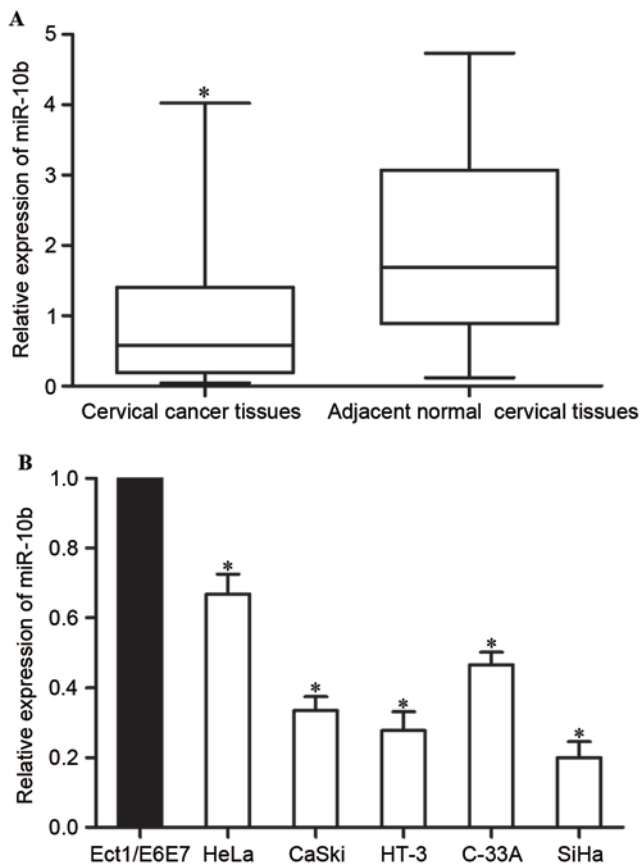 A
Relative expression of miR-10b
5
4
3
2
1
0
*
Cervical cancer tissues
Adjacent normal cervical tissues
B
Relative expression of miR-10b
1.0
0.8
0.6
0.4
0.2
0.0
*
*
*
*
*
Ect1/E6E7 HeLa CaSki HT-3 C-33A SiHa